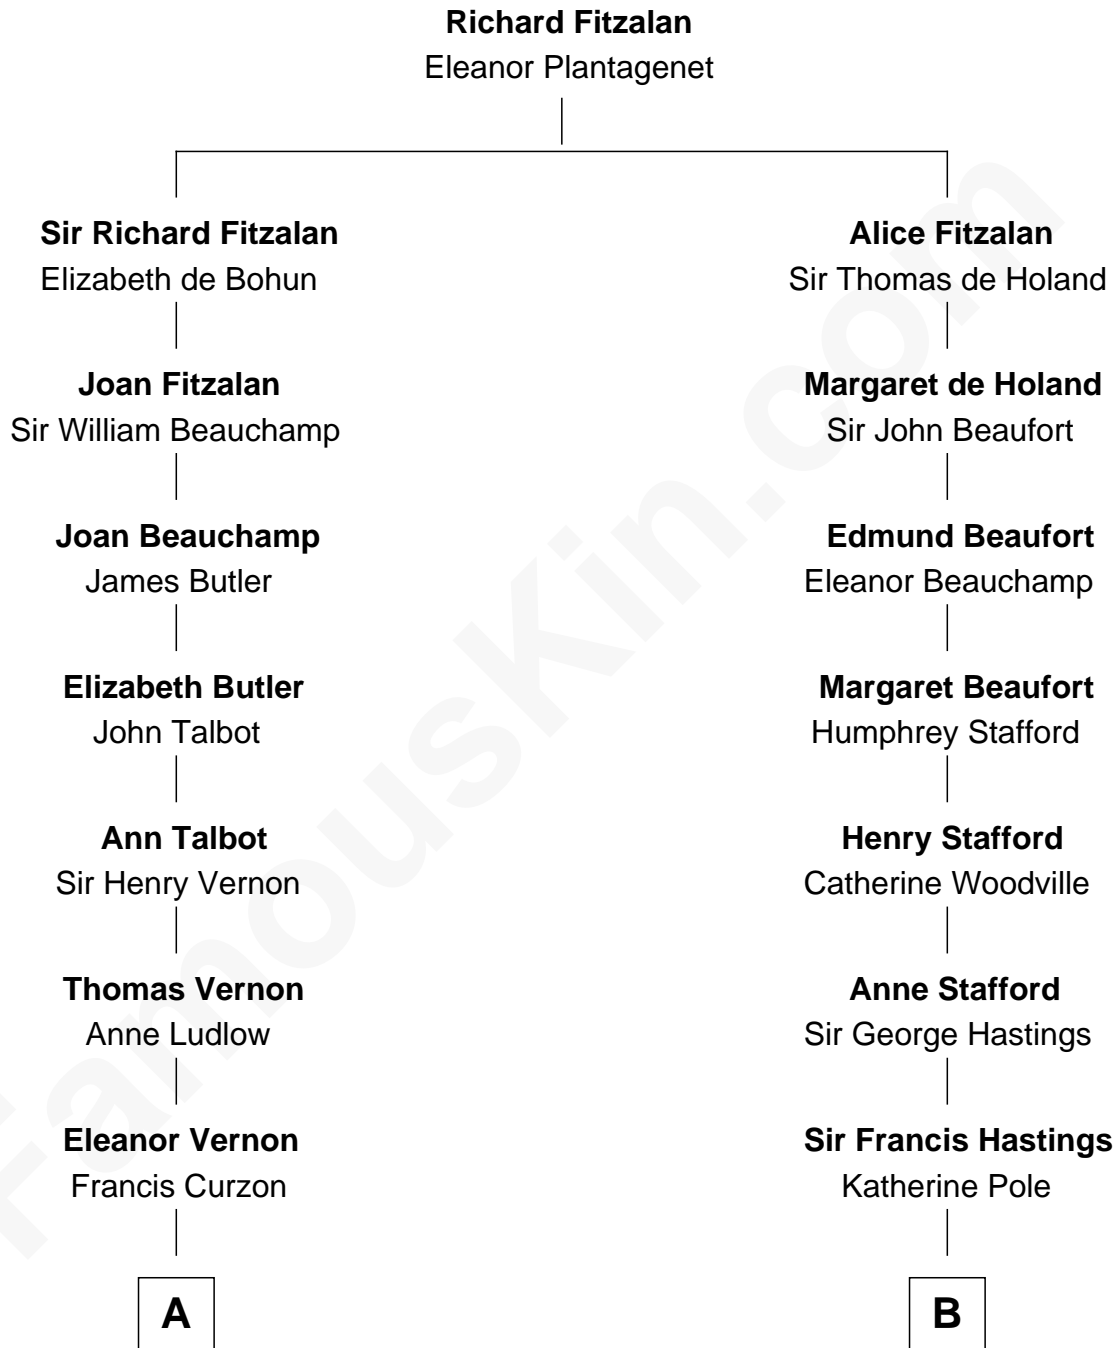 Richard Fitzalan
Eleanor Plantagenet
Sir Richard Fitzalan
Elizabeth de Bohun
Alice Fitzalan
Sir Thomas de Holand
Joan Fitzalan
Sir William Beauchamp
Margaret de Holand
Sir John Beaufort
Joan Beauchamp
James Butler
Edmund Beaufort
Eleanor Beauchamp
Elizabeth Butler
John Talbot
Margaret Beaufort
Humphrey Stafford
Ann Talbot
Sir Henry Vernon
Henry Stafford
Catherine Woodville
Thomas Vernon
Anne Ludlow
Anne Stafford
Sir George Hastings
Eleanor Vernon
Francis Curzon
Sir Francis Hastings
Katherine Pole
A
B
FamousKin.com